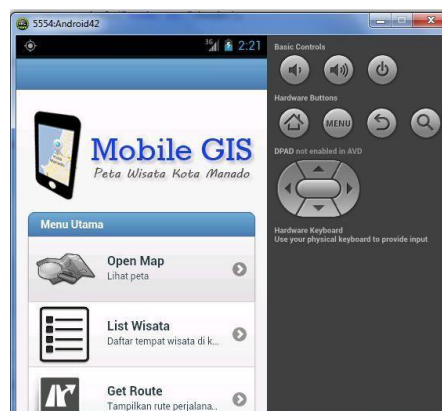 5554:Android42
3G 2:21
Mobile GIS
Peta Wisata Kota Manado
Menu Utama
Open Map
Lihat peta
List Wisata
Daftar tempat wisata di k...
Get Route
Tampilkan rute perjalana..
Basic Controls
Hardware Buttons
MENU
DPAD not enabled in AVD
Hardware Keyboard
Use your physical keyboard to provide input